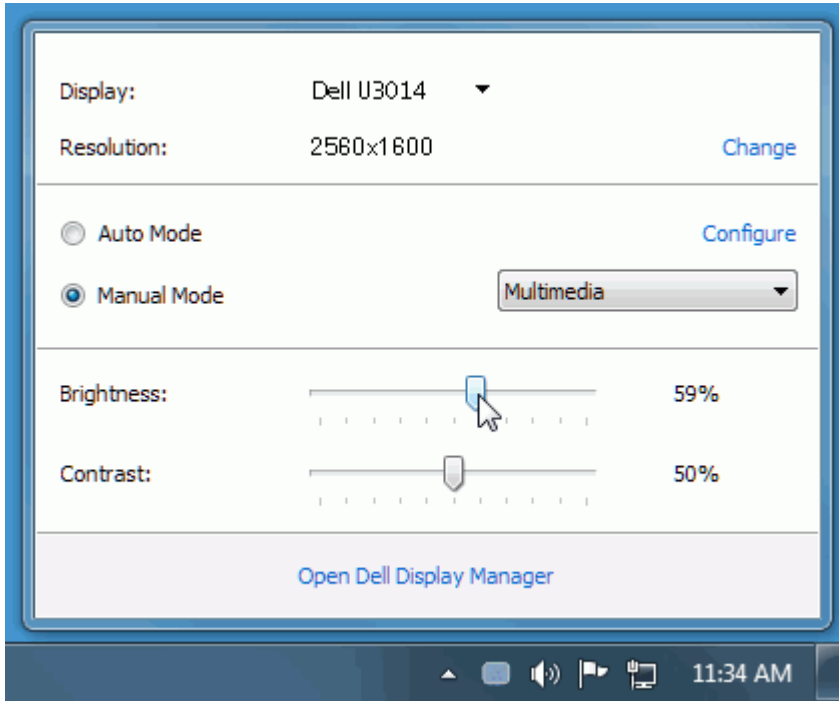 Display: Dell U3014
Resolution: 2560x1600 Change
Auto Mode Configure
Manual Mode Multimedia
Brightness: 59%
Contrast: 50%
Open Dell Display Manager
11:34 AM